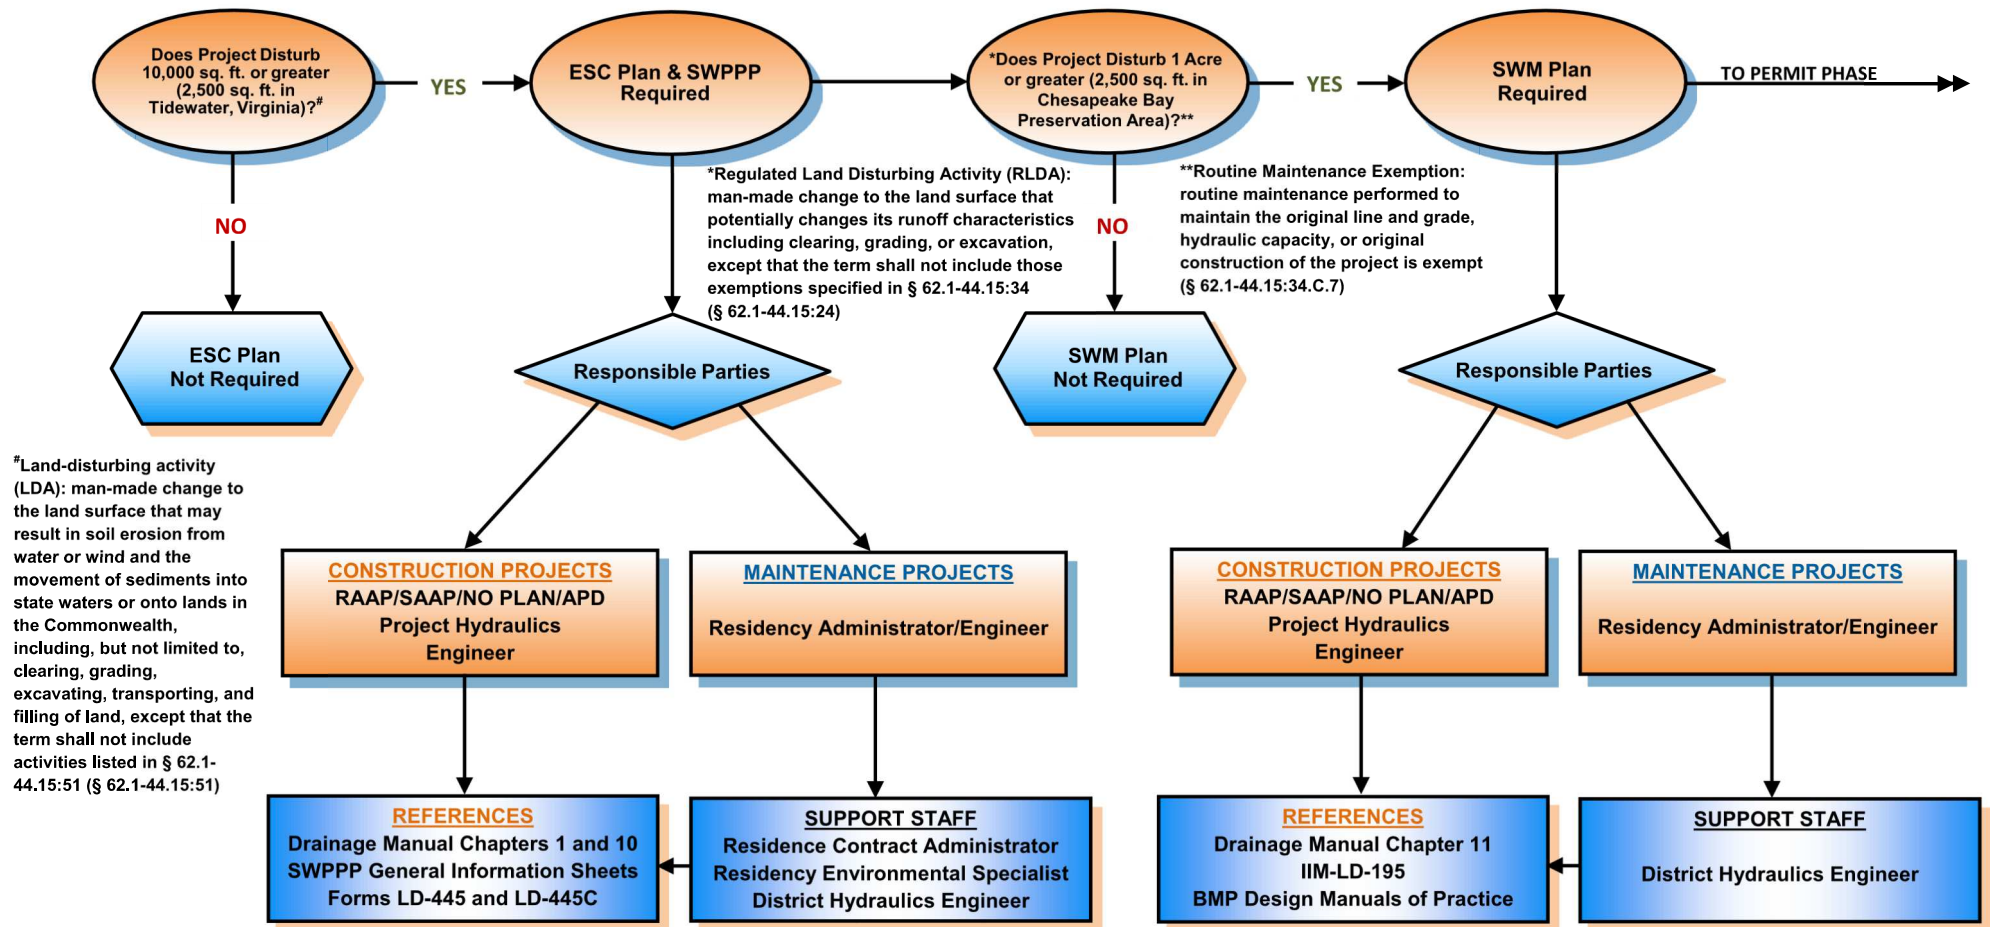 Does Project Disturb
10,000 sq. ft. or greater
(2,500 sq. ft. in
Tidewater, Virginia)?#
YES
ESC Plan & SWPPP
Required
*Does Project Disturb 1 Acre
or greater (2,500 sq. ft. in
Chesapeake Bay
Preservation Area)?**
YES
SWM Plan
Required
TO PERMIT PHASE
NO
*Regulated Land Disturbing Activity (RLDA):
man-made change to the land surface that
potentially changes its runoff characteristics
including clearing, grading, or excavation,
except that the term shall not include those
exemptions specified in § 62.1-44.15:34
(§ 62.1-44.15:24)
NO
**Routine Maintenance Exemption:
routine maintenance performed to
maintain the original line and grade,
hydraulic capacity, or original
construction of the project is exempt
(§ 62.1-44.15:34.C.7)
ESC Plan
Not Required
Responsible Parties
SWM Plan
Not Required
Responsible Parties
#Land-disturbing activity
(LDA): man-made change to
the land surface that may
result in soil erosion from
water or wind and the
movement of sediments into
state waters or onto lands in
the Commonwealth,
including, but not limited to,
clearing, grading,
excavating, transporting, and
filling of land, except that the
term shall not include
activities listed in § 62.1-
44.15:51 (§ 62.1-44.15:51)
CONSTRUCTION PROJECTS
RAAP/SAAP/NO PLAN/APD
Project Hydraulics
Engineer
MAINTENANCE PROJECTS
Residency Administrator/Engineer
CONSTRUCTION PROJECTS
RAAP/SAAP/NO PLAN/APD
Project Hydraulics
Engineer
MAINTENANCE PROJECTS
Residency Administrator/Engineer
REFERENCES
Drainage Manual Chapters 1 and 10
SWPPP General Information Sheets
Forms LD-445 and LD-445C
SUPPORT STAFF
Residence Contract Administrator
Residency Environmental Specialist
District Hydraulics Engineer
REFERENCES
Drainage Manual Chapter 11
IIM-LD-195
BMP Design Manuals of Practice
SUPPORT STAFF
District Hydraulics Engineer